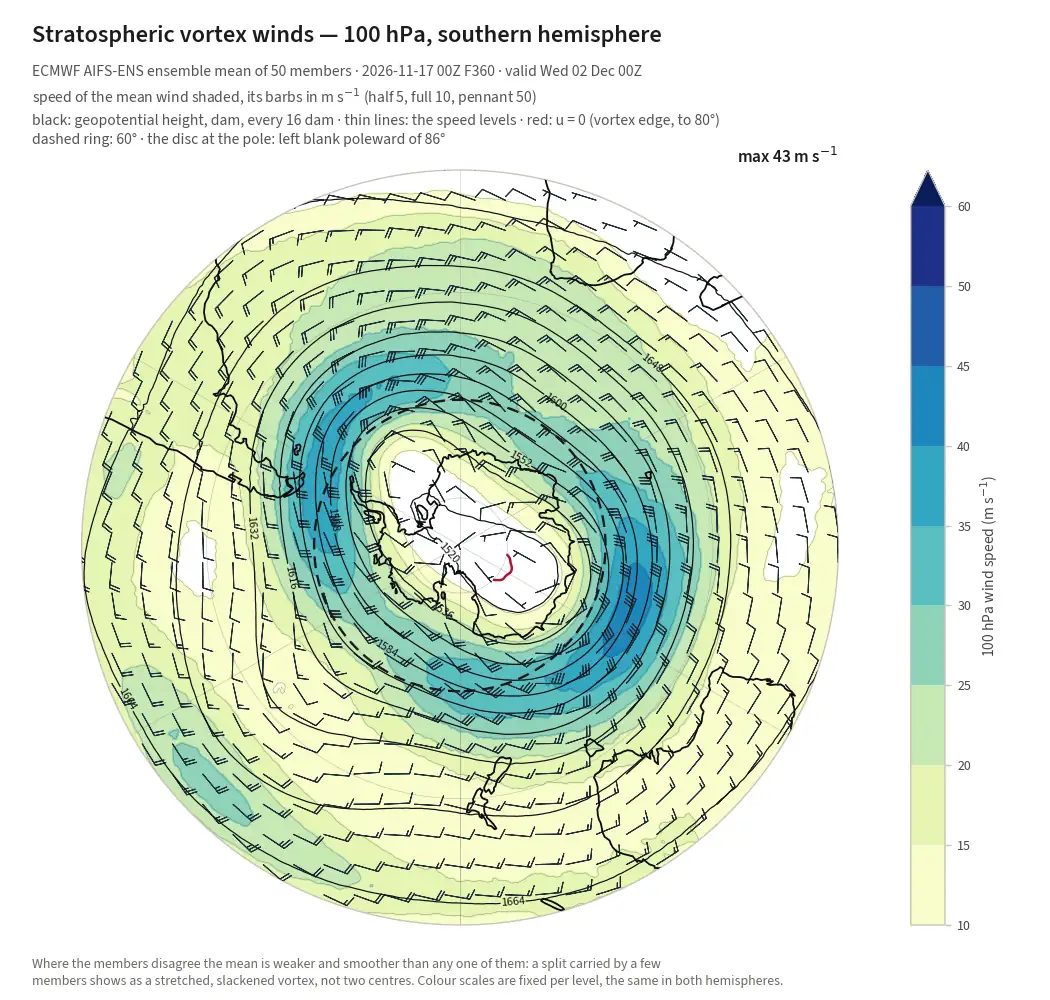 Stratospheric vortex winds — 100 hPa, southern hemisphere
ECMWF AIFS-ENS ensemble mean of 50 members · 2026-11-17 00Z F360 · valid Wed 02 Dec 00Z
speed of the mean wind shaded, its barbs in m s⁻¹ (half 5, full 10, pennant 50)
black: geopotential height, dam, every 16 dam · thin lines: the speed levels · red: u = 0 (vortex edge, to 80°)
dashed ring: 60° · the disc at the pole: left blank poleward of 86°
max 43 m s⁻¹
60
50
45
40
35
30
25
20
15
10
100 hPa wind speed (m s⁻¹)
1648
1600
1552
1632
1520
1616
1536
1584
1664
Where the members disagree the mean is weaker and smoother than any one of them: a split carried by a few
members shows as a stretched, slackened vortex, not two centres. Colour scales are fixed per level, the same in both hemispheres.